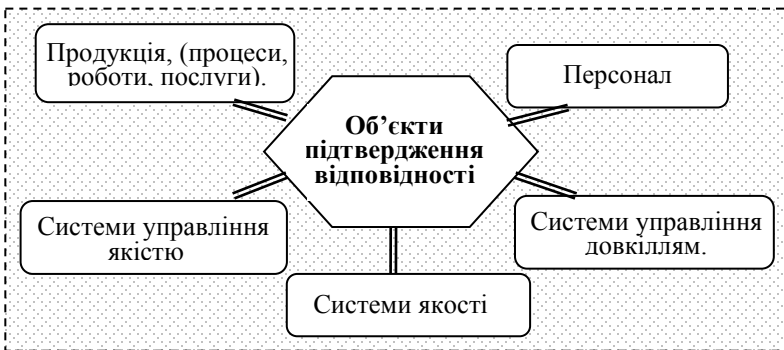 Продукція, (процеси,
роботи, послуги).
Персонал
Об’єкти
підтвердження
відповідності
Системи управління
якістю
Системи управління
довкіллям.
Системи якості